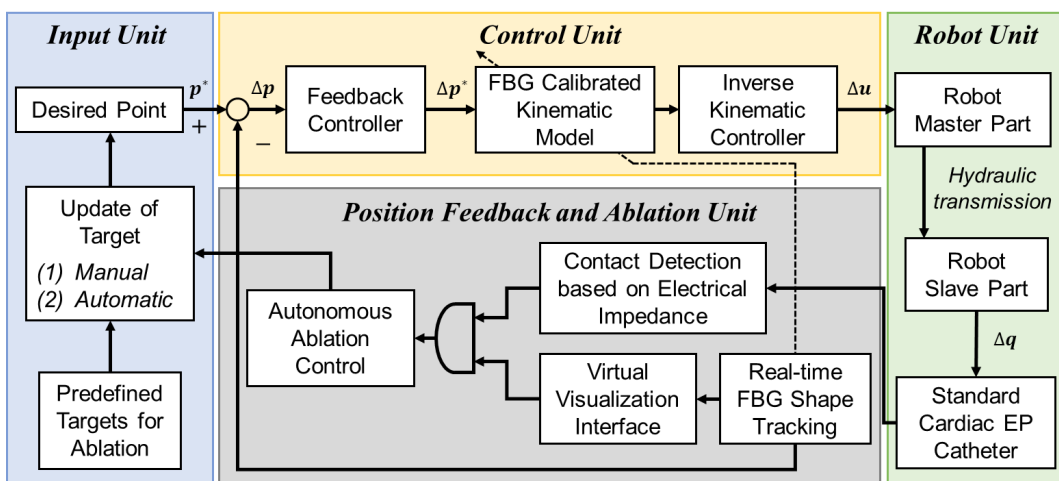 Input Unit
Control Unit
Robot Unit
Desired Point
p*
+
−
Δp
Feedback
Controller
Δp*
FBG Calibrated
Kinematic
Model
Inverse
Kinematic
Controller
Δu
Robot
Master Part
Hydraulic
transmission
Robot
Slave Part
Δq
Standard
Cardiac EP
Catheter
Update of
Target
(1) Manual
(2) Automatic
Predefined
Targets for
Ablation
Position Feedback and Ablation Unit
Autonomous
Ablation
Control
Contact Detection
based on Electrical
Impedance
Virtual
Visualization
Interface
Real-time
FBG Shape
Tracking